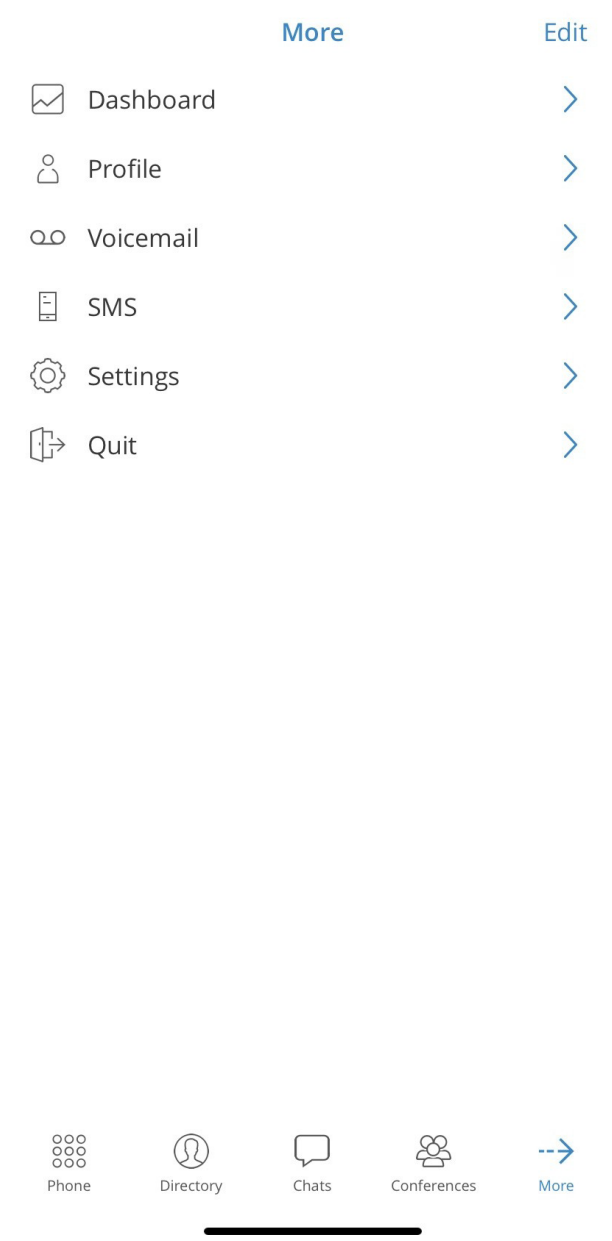 More Edit
Dashboard
Profile
Voicemail
SMS
Settings
Quit
Phone Directory Chats Conferences More